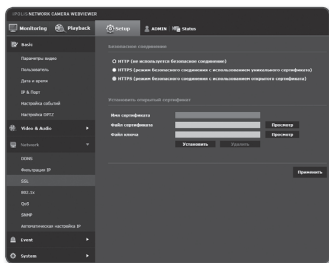 iPOLiS NETWORK CAMERA WEBVIEWER
Monitoring
Playback
Setup
ADMIN
Status
Basic
Параметры видео
Пользователь
Дата и время
IP & Порт
Настройка событий
Video & Audio
Network
DDNS
Фильтрация IP
SSL
802.1x
QoS
SNMP
Автоматическая настройка IP
Event
System
Безопасное соединение
HTTP (не используется безопасное соединение)
HTTPS (режим безопасного соединения с использованием уникального сертификата)
HTTPS (режим безопасного соединения с использованием открытого сертификата)
Установить открытый сертификат
Имя сертификата
Файл сертификата
Просмотр
Файл ключа
Просмотр
Установить
Удалить
Применить